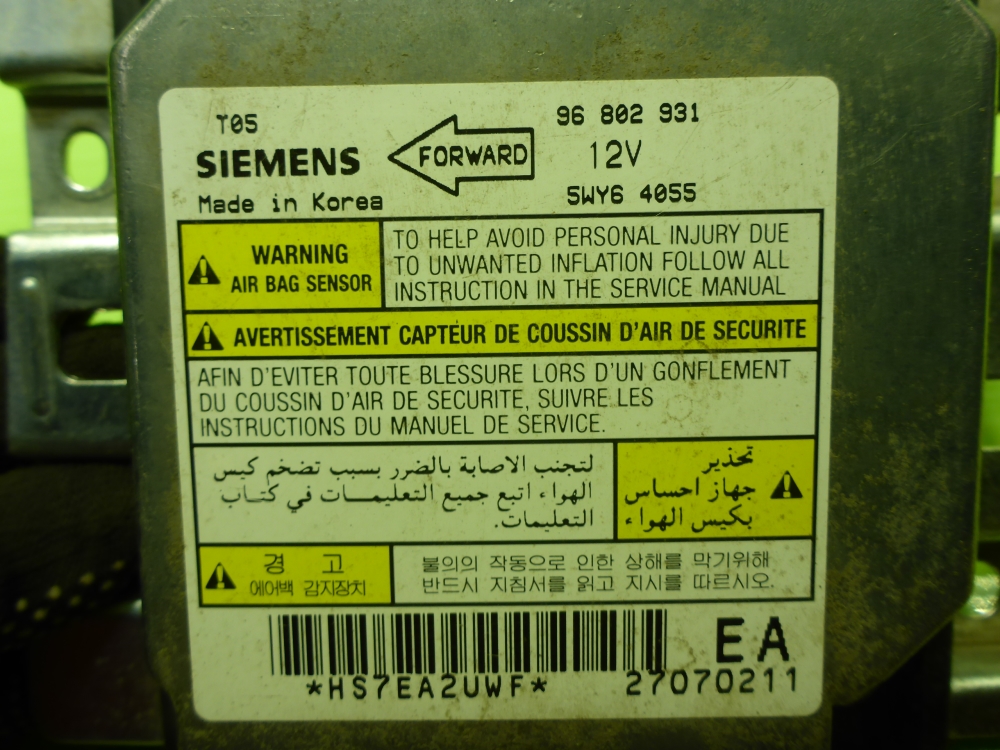 T05
96 802 931
SIEMENS
FORWARD
12V
Made in Korea
5WY6 4055
WARNING
AIR BAG SENSOR
TO HELP AVOID PERSONAL INJURY DUE
TO UNWANTED INFLATION FOLLOW ALL
INSTRUCTION IN THE SERVICE MANUAL
AVERTISSEMENT CAPTEUR DE COUSSIN D'AIR DE SECURITE
AFIN D'EVITER TOUTE BLESSURE LORS D'UN GONFLEMENT
DU COUSSIN D'AIR DE SECURITE, SUIVRE LES
INSTRUCTIONS DU MANUEL DE SERVICE.
تحذير
جهاز احساس
بكيس الهواء
لتجنب الاصابة بالضرر بسبب تضخم كيس
الهواء اتبع جميع التعليمات في كتاب
التعليمات.
경 고
에어백 감지장치
불의의 작동으로 인한 상해를 막기위해
반드시 지침서를 읽고 지시를 따르시오.
EA
*HS7EA2UWF*
27070211